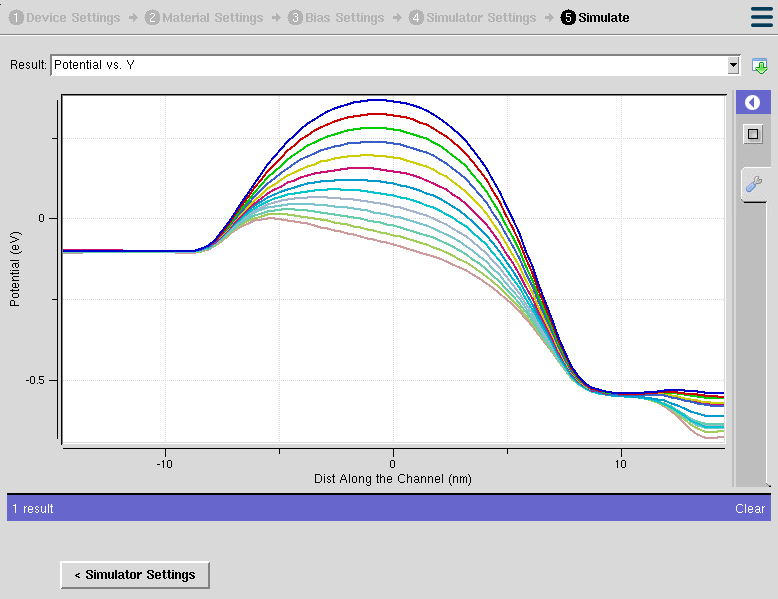 1 Device Settings → 2 Material Settings → 3 Bias Settings → 4 Simulator Settings → 5 Simulate
Result: Potential vs. Y
Potential (eV)
0
-0.5
-10
0
10
Dist Along the Channel (nm)
1 result
Clear
< Simulator Settings